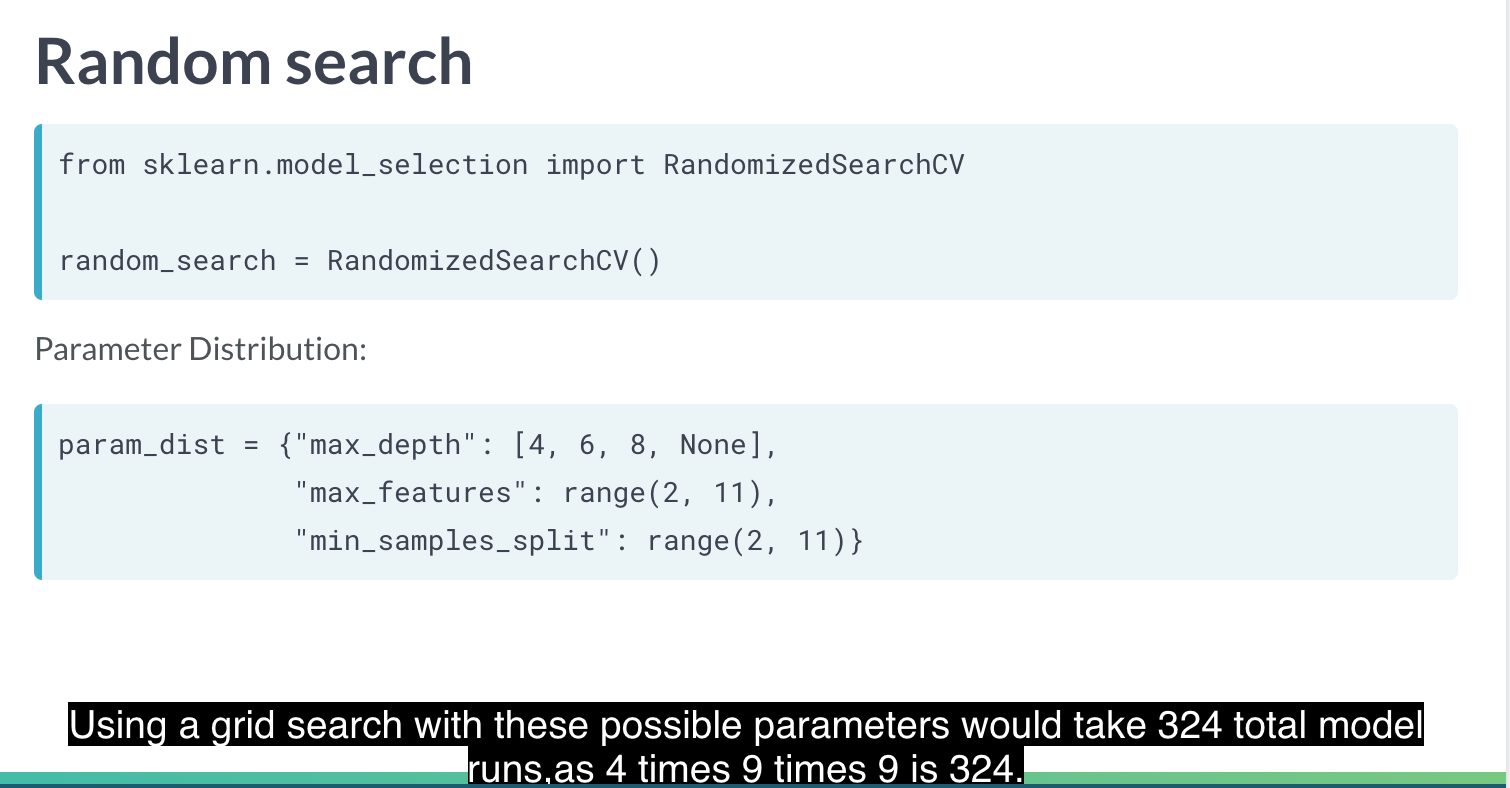 Random search
from sklearn.model_selection import RandomizedSearchCV
random_search = RandomizedSearchCV()
Parameter Distribution:
param_dist = {"max_depth": [4, 6, 8, None],
"max_features": range(2, 11),
"min_samples_split": range(2, 11)}
Using a grid search with these possible parameters would take 324 total model
runs,as 4 times 9 times 9 is 324.